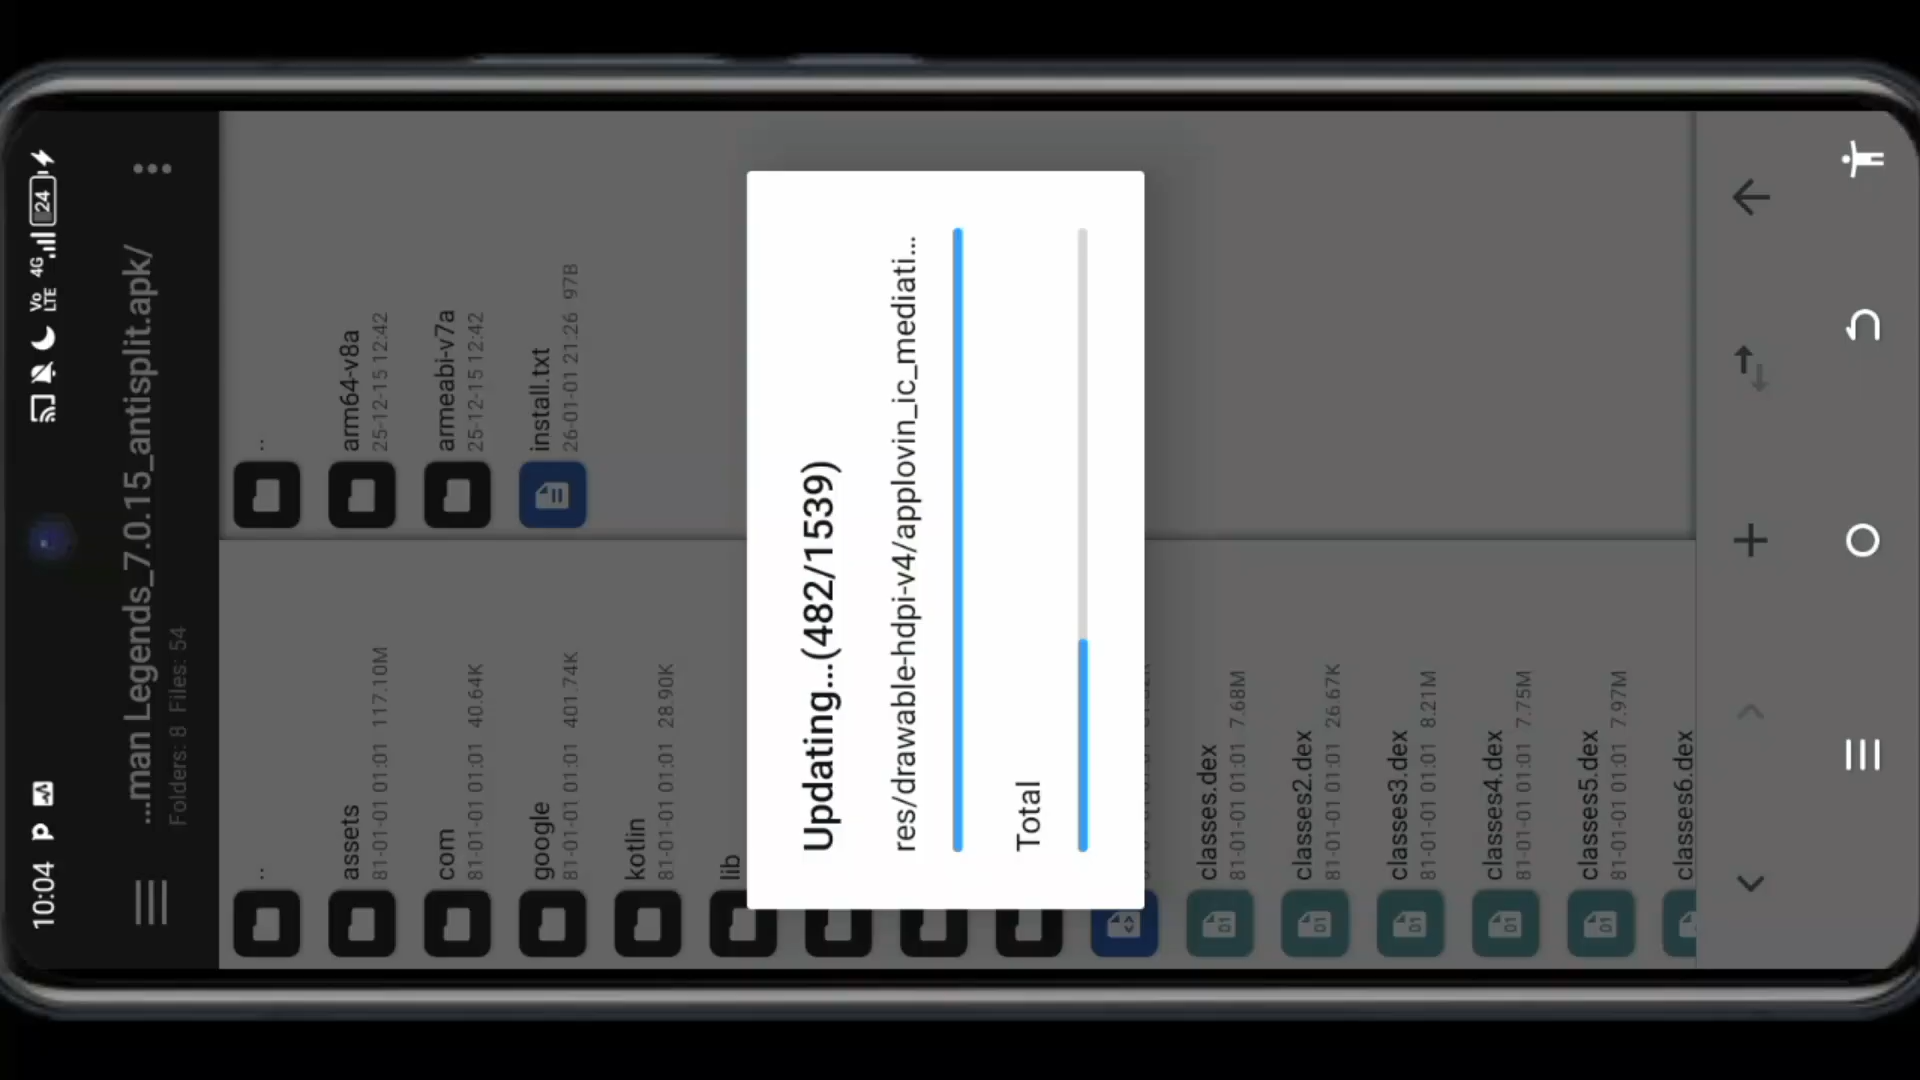 10:04
Vo LTE 4G 24
...man Legends_7.0.15_antisplit.apk/
Folders: 8 Files: 54
..
assets
81-01-01 01:01 117.10M
com
81-01-01 01:01 40.64K
google
81-01-01 01:01 401.74K
kotlin
81-01-01 01:01 28.90K
lib
classes.dex
81-01-01 01:01 7.68M
classes2.dex
81-01-01 01:01 26.67K
classes3.dex
81-01-01 01:01 8.21M
classes4.dex
81-01-01 01:01 7.75M
classes5.dex
81-01-01 01:01 7.97M
classes6.dex
..
arm64-v8a
25-12-15 12:42
armeabi-v7a
25-12-15 12:42
install.txt
26-01-01 21:26 97B
Updating...(482/1539)
res/drawable-hdpi-v4/applovin_ic_mediati...
Total